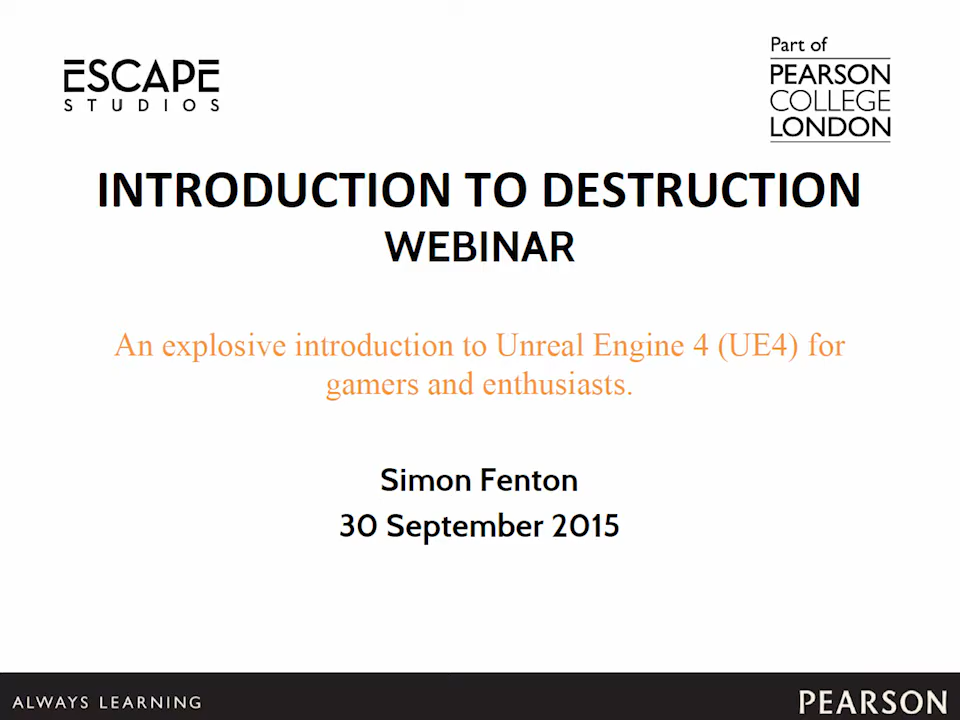 ESCAPE
STUDIOS
Part of
PEARSON
COLLEGE
LONDON
INTRODUCTION TO DESTRUCTION
WEBINAR
An explosive introduction to Unreal Engine 4 (UE4) for
gamers and enthusiasts.
Simon Fenton
30 September 2015
ALWAYS LEARNING
PEARSON